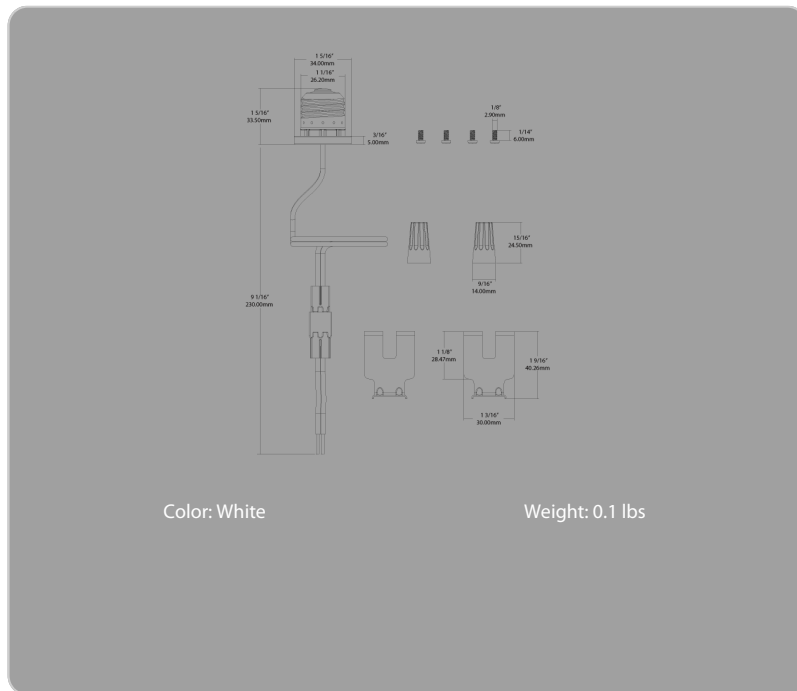 1 5/16"
34.00mm
1 1/16"
26.20mm
1 5/16"
33.50mm
3/16"
5.00mm
1/8"
2.90mm
1/14"
6.00mm
15/16"
24.50mm
9/16"
14.00mm
9 1/16"
230.00mm
1 1/8"
28.47mm
1 9/16"
40.26mm
1 3/16"
30.00mm
Color: White
Weight: 0.1 lbs